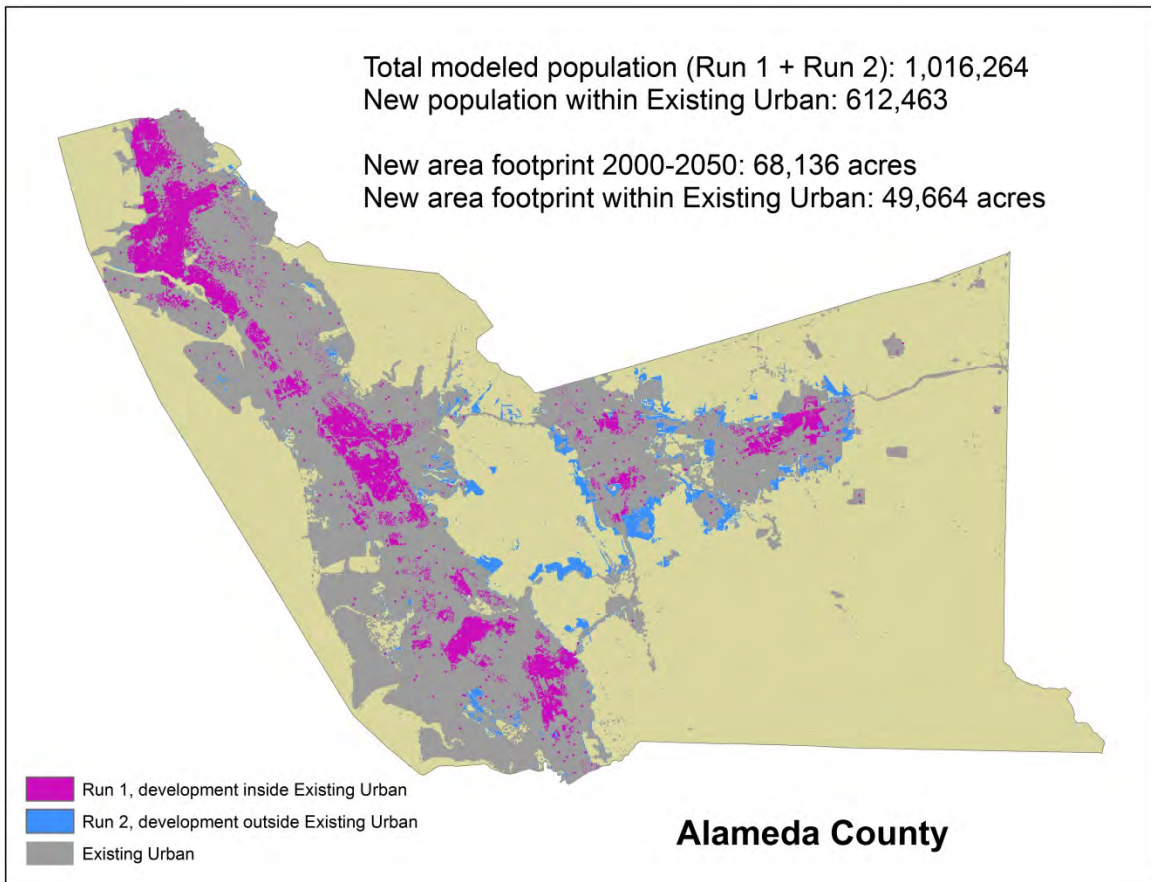 Total modeled population (Run 1 + Run 2): 1,016,264
New population within Existing Urban: 612,463
New area footprint 2000-2050: 68,136 acres
New area footprint within Existing Urban: 49,664 acres
Run 1, development inside Existing Urban
Run 2, development outside Existing Urban
Existing Urban
Alameda County